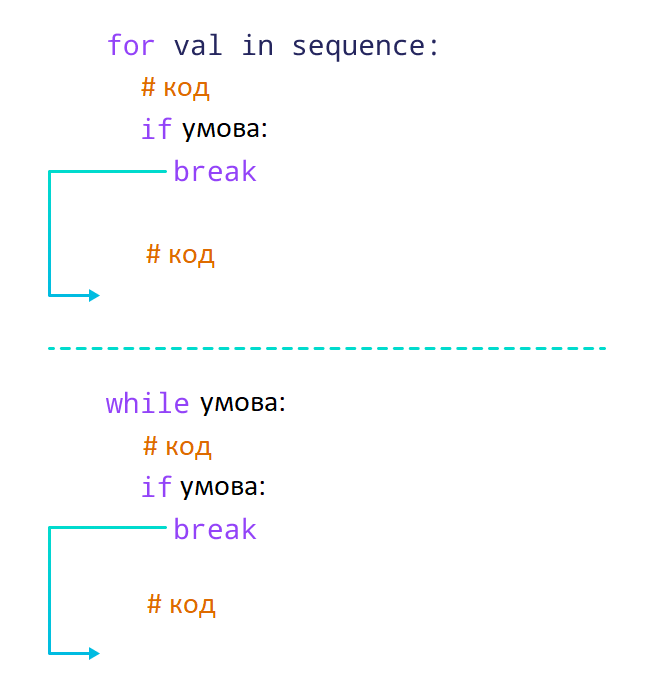 for val in sequence:
# код
if умова:
break
# код
while умова:
# код
if умова:
break
# код